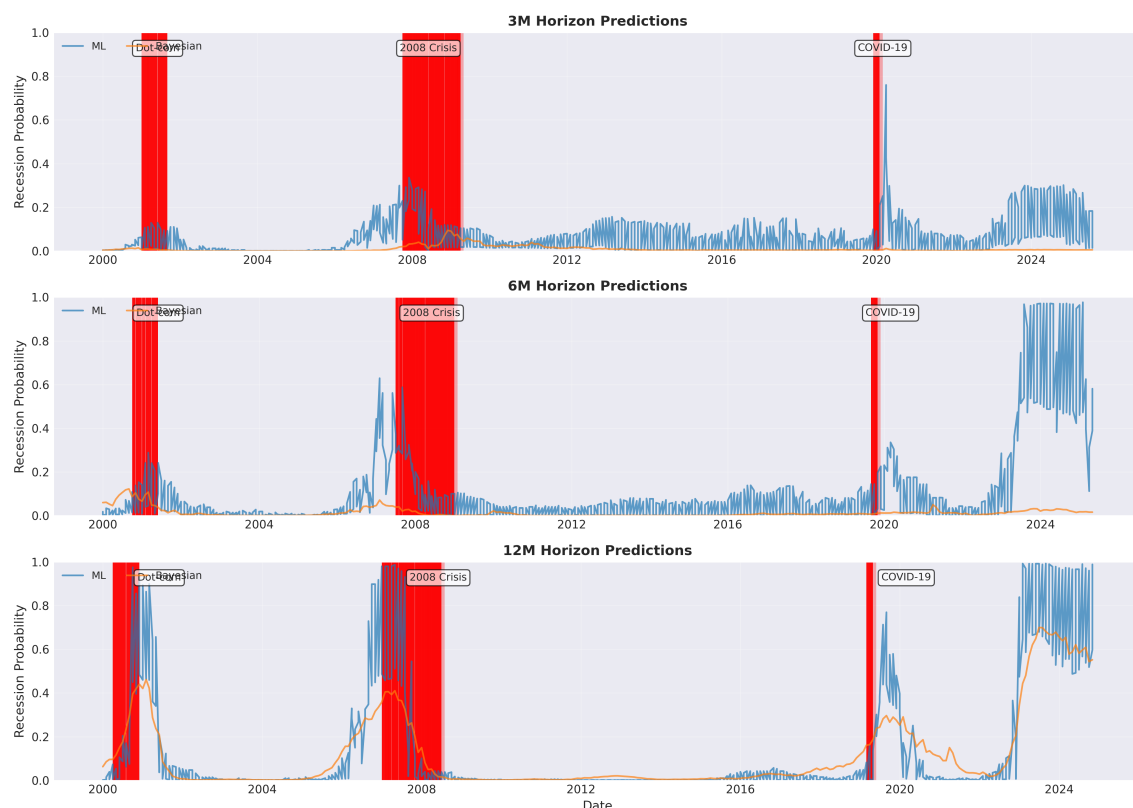 3M Horizon Predictions
Recession Probability
1.0
0.8
0.6
0.4
0.2
0.0
ML Bayesian
Dot-com
2008 Crisis
COVID-19
2000 2004 2008 2012 2016 2020 2024
6M Horizon Predictions
Recession Probability
1.0
0.8
0.6
0.4
0.2
0.0
ML Bayesian
Dot-com
2008 Crisis
COVID-19
2000 2004 2008 2012 2016 2020 2024
12M Horizon Predictions
Recession Probability
1.0
0.8
0.6
0.4
0.2
0.0
ML Bayesian
Dot-com
2008 Crisis
COVID-19
2000 2004 2008 2012 2016 2020 2024
Date